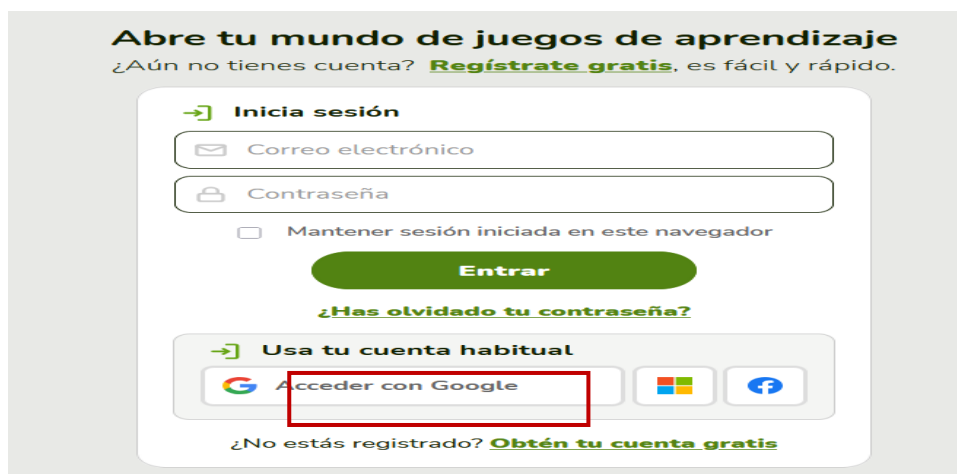 Abre tu mundo de juegos de aprendizaje
¿Aún no tienes cuenta? Regístrate gratis, es fácil y rápido.
Inicia sesión
Correo electrónico
Contraseña
Mantener sesión iniciada en este navegador
Entrar
¿Has olvidado tu contraseña?
Usa tu cuenta habitual
Acceder con Google
¿No estás registrado? Obtén tu cuenta gratis